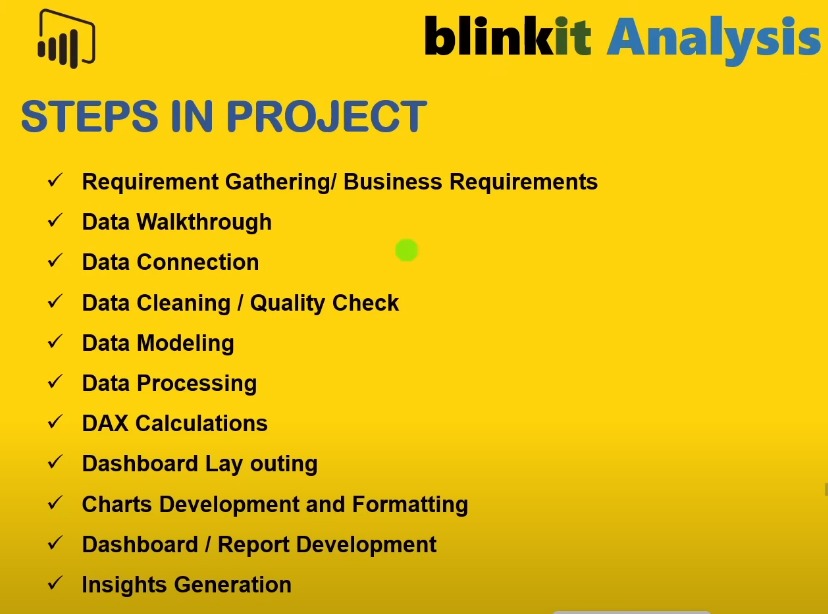 blinkit Analysis
STEPS IN PROJECT
Requirement Gathering/ Business Requirements
Data Walkthrough
Data Connection
Data Cleaning / Quality Check
Data Modeling
Data Processing
DAX Calculations
Dashboard Lay outing
Charts Development and Formatting
Dashboard / Report Development
Insights Generation